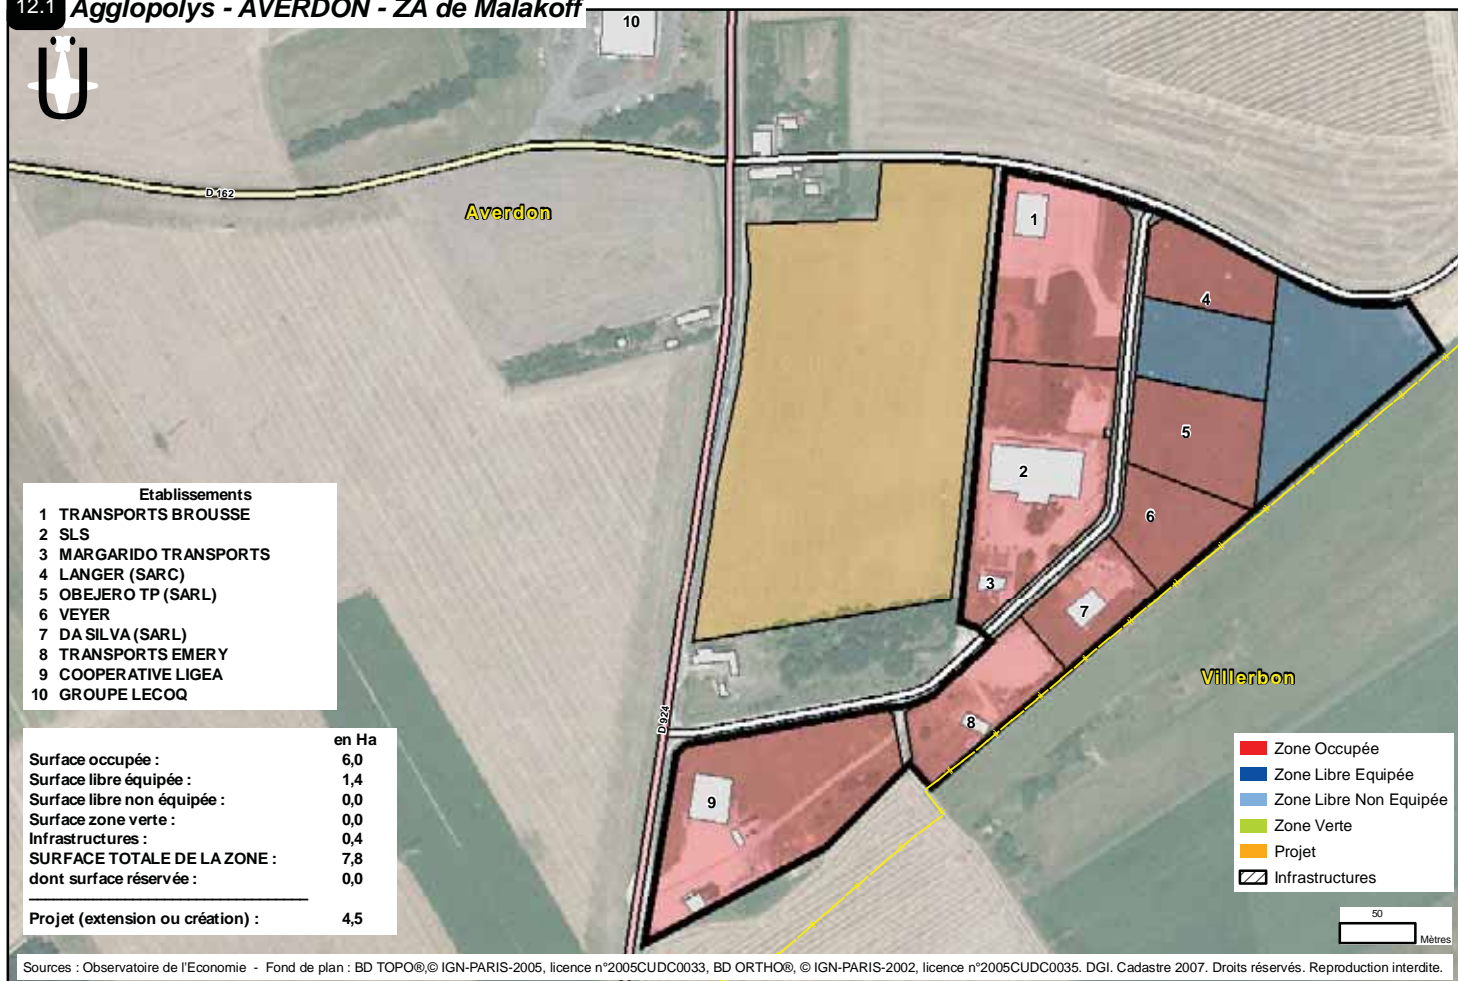 12.1 Agglopolys - AVERDON - ZA de Malakoff
Ü
10
D 162
Averdon
1
4
5
2
6
3
7
Villerbon
D 924
8
9
Etablissements
1 TRANSPORTS BROUSSE
2 SLS
3 MARGARIDO TRANSPORTS
4 LANGER (SARC)
5 OBEJERO TP (SARL)
6 VEYER
7 DA SILVA (SARL)
8 TRANSPORTS EMERY
9 COOPERATIVE LIGEA
10 GROUPE LECOQ
en Ha
Surface occupée : 6,0
Surface libre équipée : 1,4
Surface libre non équipée : 0,0
Surface zone verte : 0,0
Infrastructures : 0,4
SURFACE TOTALE DE LA ZONE : 7,8
dont surface réservée : 0,0
Projet (extension ou création) : 4,5
Zone Occupée
Zone Libre Equipée
Zone Libre Non Equipée
Zone Verte
Projet
Infrastructures
50
Mètres
Sources : Observatoire de l'Economie - Fond de plan : BD TOPO®,© IGN-PARIS-2005, licence n°2005CUDC0033, BD ORTHO®, © IGN-PARIS-2002, licence n°2005CUDC0035. DGI. Cadastre 2007. Droits réservés. Reproduction interdite.